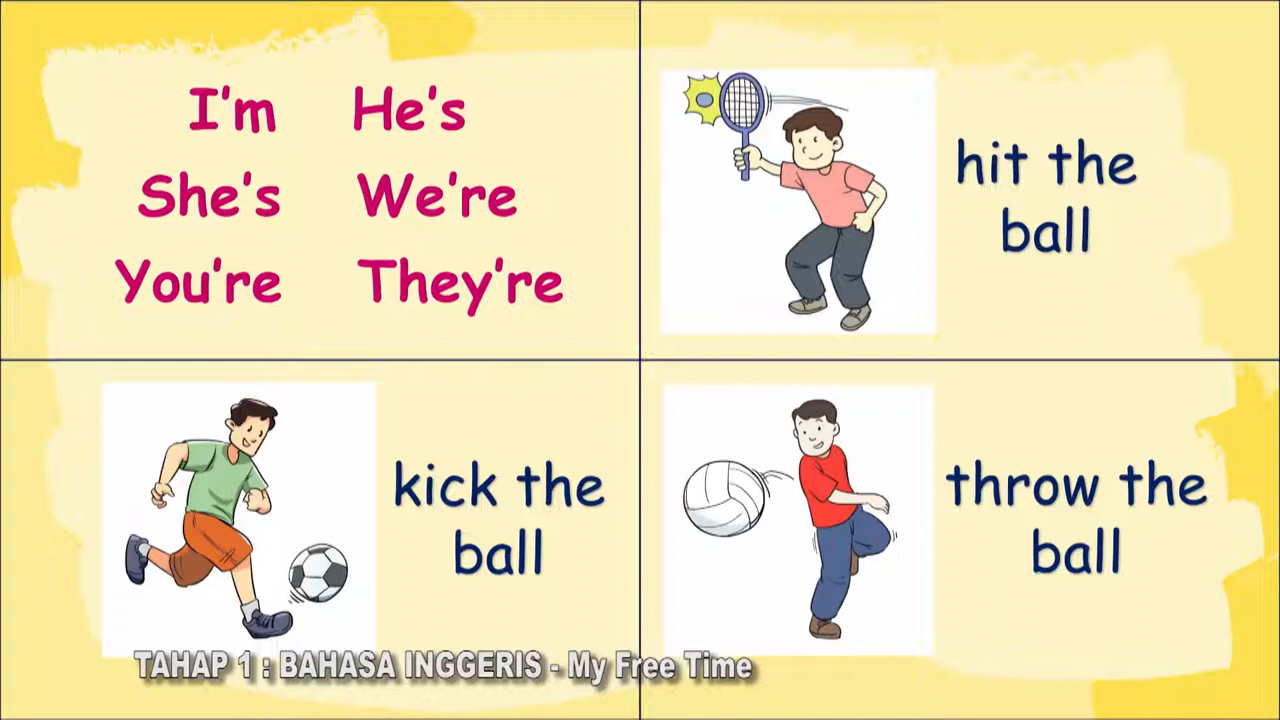 I'm He's
She's We're
You're They're
hit the
ball
kick the
ball
throw the
ball
TAHAP 1 : BAHASA INGGERIS - My Free Time